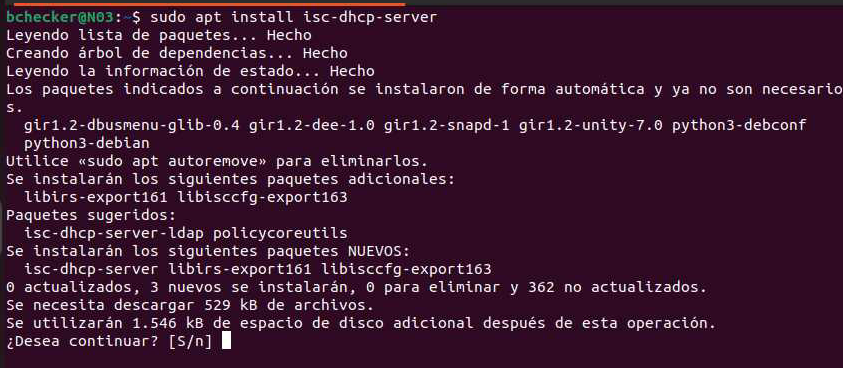 bchecker@N03:~$ sudo apt install isc-dhcp-server
Leyendo lista de paquetes... Hecho
Creando árbol de dependencias... Hecho
Leyendo la información de estado... Hecho
Los paquetes indicados a continuación se instalaron de forma automática y ya no son necesario
s.
  gir1.2-dbusmenu-glib-0.4 gir1.2-dee-1.0 gir1.2-snapd-1 gir1.2-unity-7.0 python3-debconf
  python3-debian
Utilice «sudo apt autoremove» para eliminarlos.
Se instalarán los siguientes paquetes adicionales:
  libirs-export161 libisccfg-export163
Paquetes sugeridos:
  isc-dhcp-server-ldap policycoreutils
Se instalarán los siguientes paquetes NUEVOS:
  isc-dhcp-server libirs-export161 libisccfg-export163
0 actualizados, 3 nuevos se instalarán, 0 para eliminar y 362 no actualizados.
Se necesita descargar 529 kB de archivos.
Se utilizarán 1.546 kB de espacio de disco adicional después de esta operación.
¿Desea continuar? [S/n]